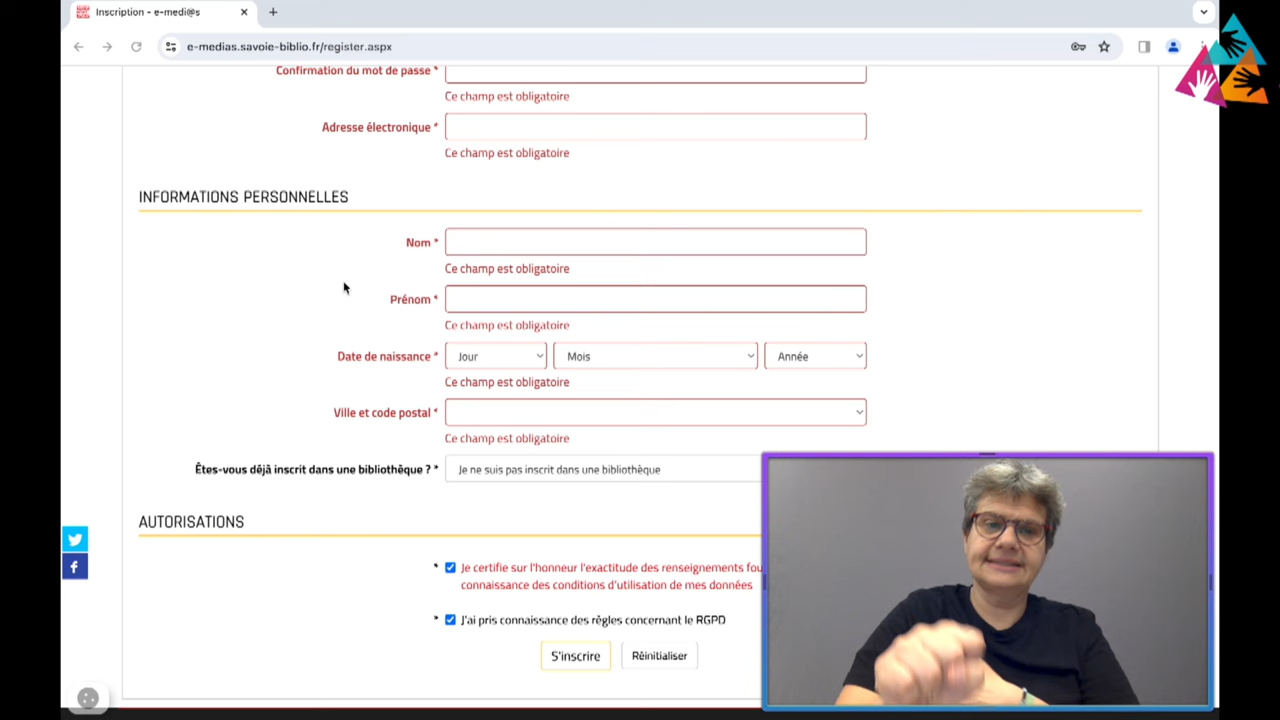 Inscription - e-medi@s
e-medias.savoie-biblio.fr/register.aspx
Confirmation du mot de passe *
Ce champ est obligatoire
Adresse électronique *
Ce champ est obligatoire
INFORMATIONS PERSONNELLES
Nom *
Ce champ est obligatoire
Prénom *
Ce champ est obligatoire
Date de naissance * Jour Mois Année
Ce champ est obligatoire
Ville et code postal *
Ce champ est obligatoire
Êtes-vous déjà inscrit dans une bibliothèque ? * Je ne suis pas inscrit dans une bibliothèque
AUTORISATIONS
* Je certifie sur l'honneur l'exactitude des renseignements fou
connaissance des conditions d'utilisation de mes données
* J'ai pris connaissance des règles concernant le RGPD
S'inscrire Réinitialiser